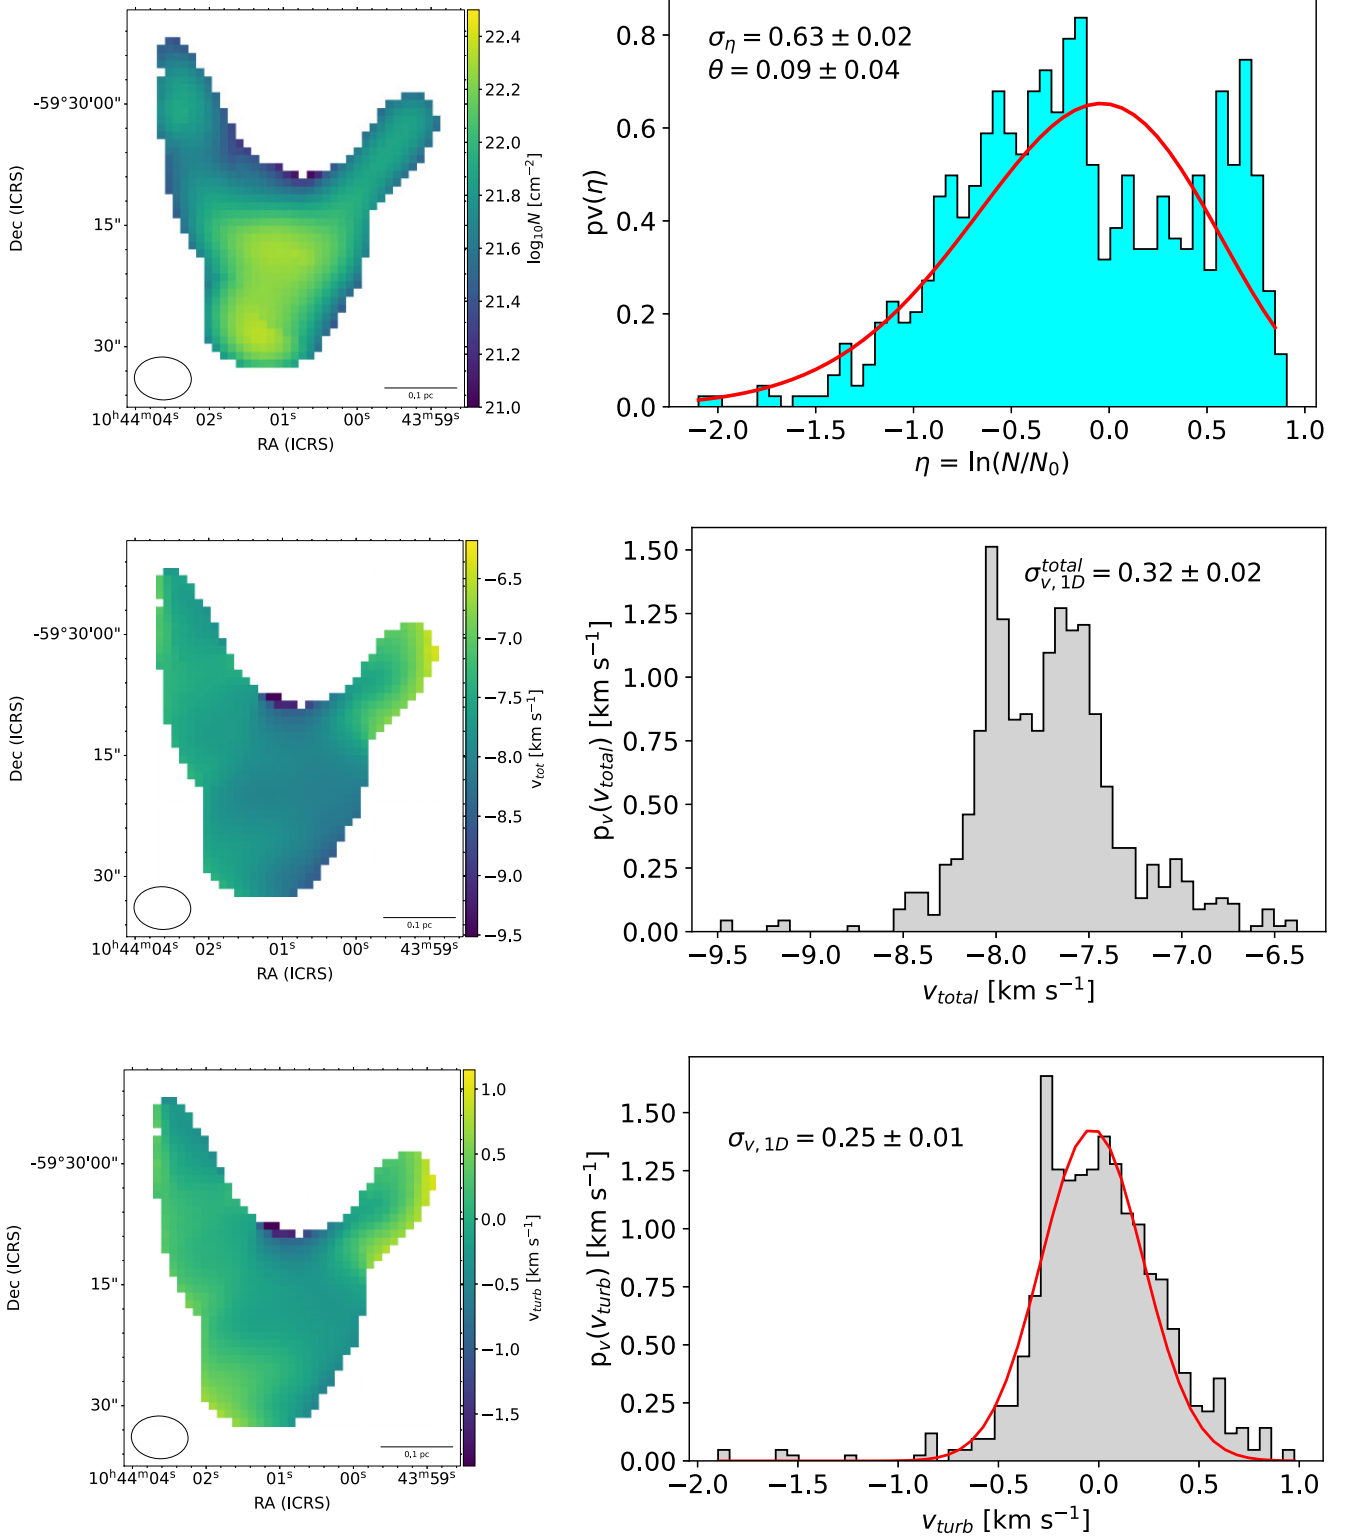 22.4
22.2
22.0
21.8
21.6
21.4
21.2
21.0
log₁₀N [cm⁻²]
-59°30'00"
15"
30"
Dec (ICRS)
0.1 pc
10ʰ44ᵐ04ˢ 02ˢ 01ˢ 00ˢ 43ᵐ59ˢ
RA (ICRS)
σ_η = 0.63 ± 0.02
θ = 0.09 ± 0.04
0.8
0.6
0.4
0.2
0.0
pv(η)
−2.0 −1.5 −1.0 −0.5 0.0 0.5 1.0
η = ln(N/N₀)
−6.5
−7.0
−7.5
−8.0
−8.5
−9.0
−9.5
v_tot [km s⁻¹]
-59°30'00"
15"
30"
Dec (ICRS)
0.1 pc
10ʰ44ᵐ04ˢ 02ˢ 01ˢ 00ˢ 43ᵐ59ˢ
RA (ICRS)
σ_{v, 1D}^{total} = 0.32 ± 0.02
1.50
1.25
1.00
0.75
0.50
0.25
0.00
p_v(v_total) [km s⁻¹]
−9.5 −9.0 −8.5 −8.0 −7.5 −7.0 −6.5
v_total [km s⁻¹]
1.0
0.5
0.0
−0.5
−1.0
−1.5
v_turb [km s⁻¹]
-59°30'00"
15"
30"
Dec (ICRS)
0.1 pc
10ʰ44ᵐ04ˢ 02ˢ 01ˢ 00ˢ 43ᵐ59ˢ
RA (ICRS)
σ_{v, 1D} = 0.25 ± 0.01
1.50
1.25
1.00
0.75
0.50
0.25
0.00
p_v(v_turb) [km s⁻¹]
−2.0 −1.5 −1.0 −0.5 0.0 0.5 1.0
v_turb [km s⁻¹]